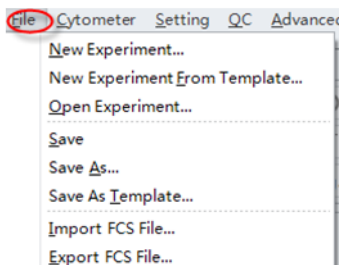 File Cytometer Setting QC Advanced
New Experiment...
New Experiment From Template...
Open Experiment...
Save
Save As...
Save As Template...
Import FCS File...
Export FCS File...